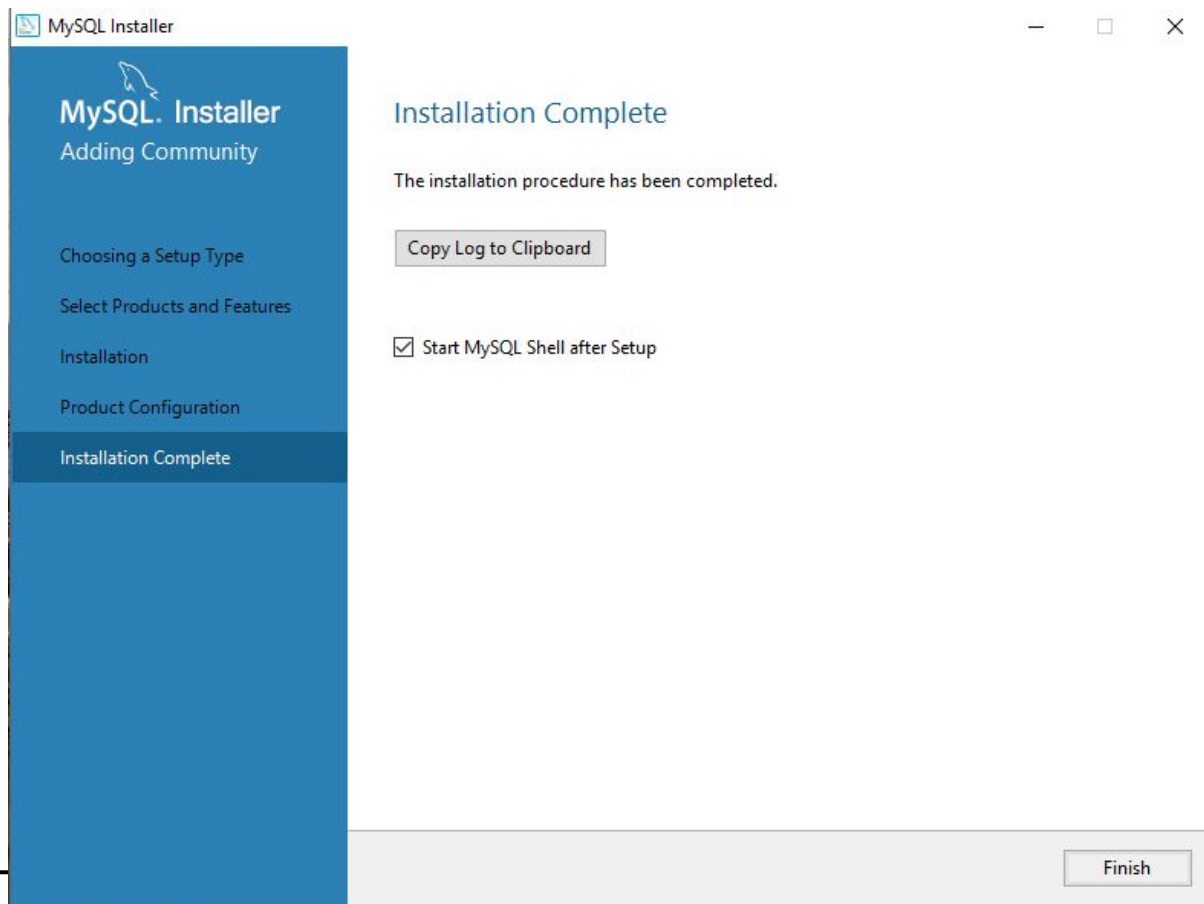 MySQL Installer
MySQL. Installer
Adding Community
Choosing a Setup Type
Select Products and Features
Installation
Product Configuration
Installation Complete
Installation Complete
The installation procedure has been completed.
Copy Log to Clipboard
Start MySQL Shell after Setup
Finish